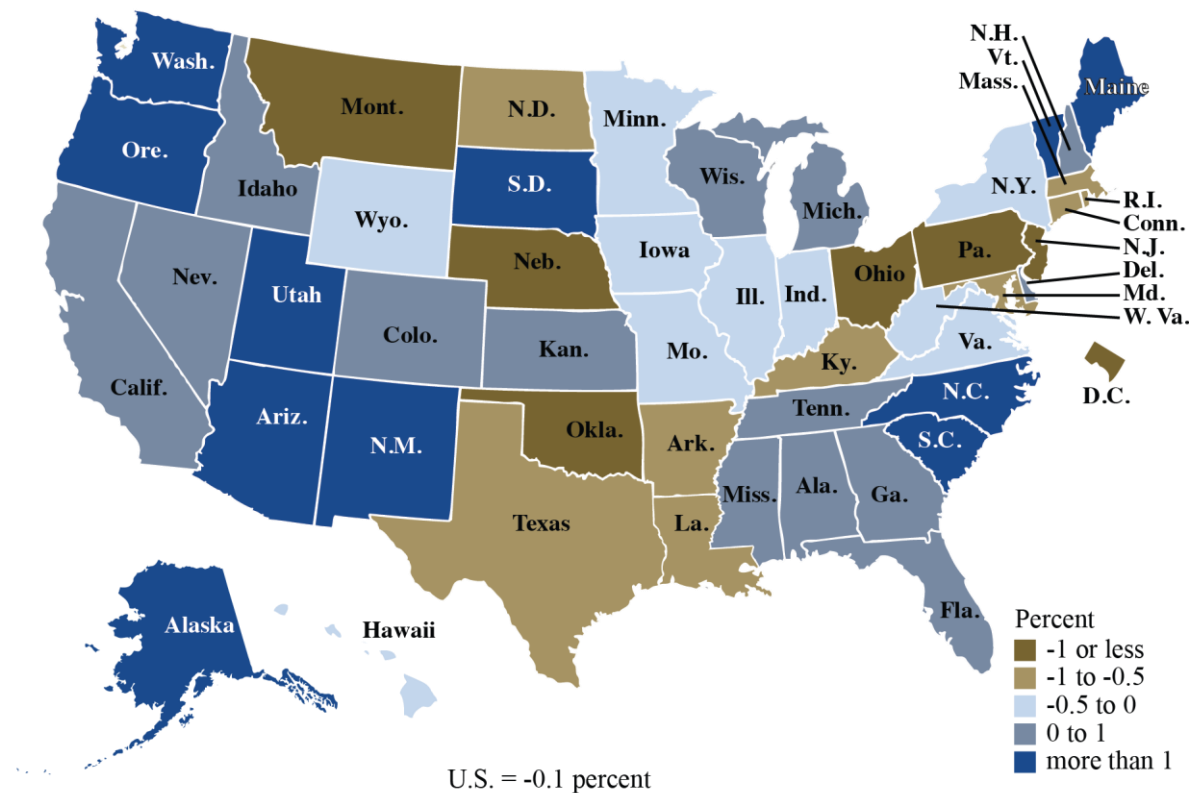 N.H.
Vt.
Mass.
Wash.
Maine
Mont.
N.D.
Minn.
Ore.
Idaho
S.D.
Wis.
Mich.
N.Y.
R.I.
Conn.
N.J.
Del.
Md.
W. Va.
Wyo.
Iowa
Neb.
Ohio
Pa.
Nev.
Utah
Ill.
Ind.
Colo.
Kan.
Mo.
Ky.
Va.
D.C.
Calif.
Ariz.
N.M.
Okla.
Ark.
Tenn.
N.C.
S.C.
Miss.
Ala.
Ga.
Texas
La.
Fla.
Alaska
Hawaii
Percent
-1 or less
-1 to -0.5
-0.5 to 0
0 to 1
more than 1
U.S. = -0.1 percent